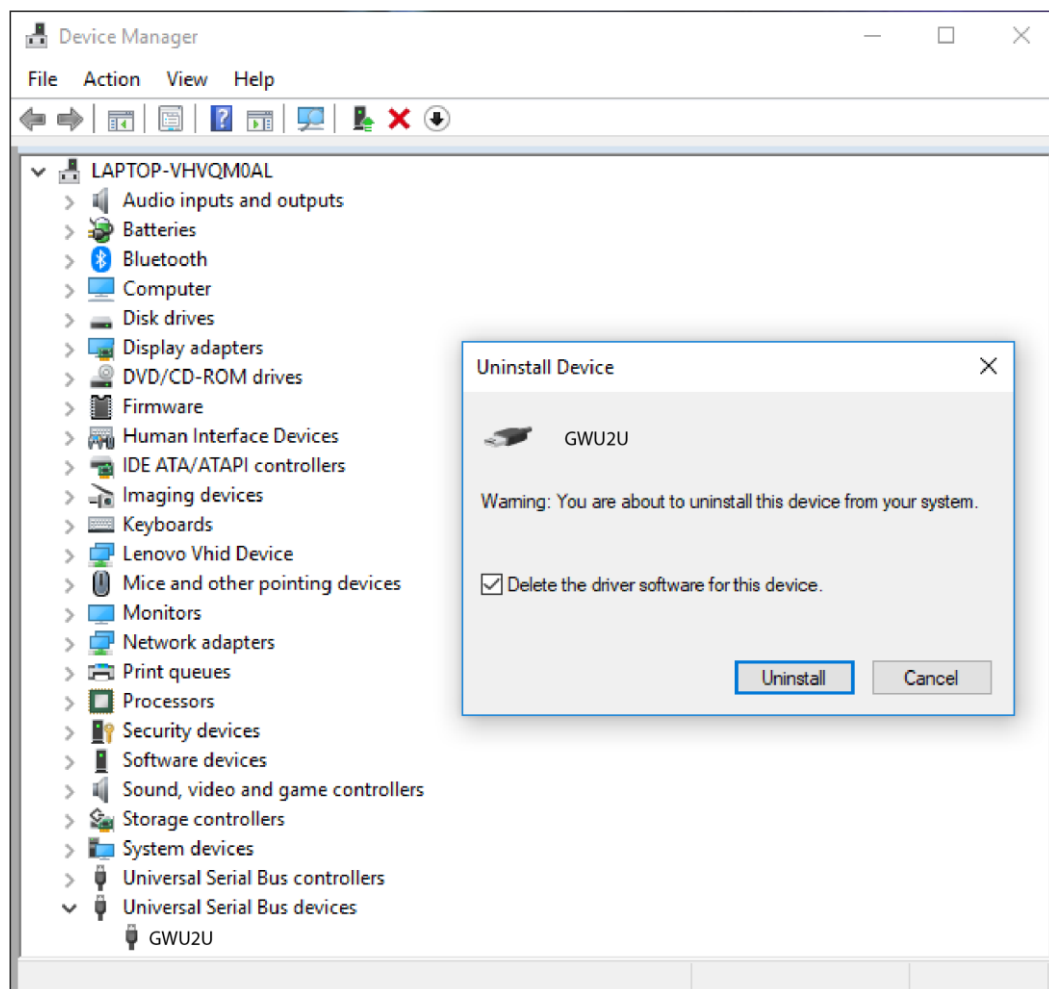 Device Manager
File Action View Help
LAPTOP-VHVQM0AL
Audio inputs and outputs
Batteries
Bluetooth
Computer
Disk drives
Display adapters
DVD/CD-ROM drives
Firmware
Human Interface Devices
IDE ATA/ATAPI controllers
Imaging devices
Keyboards
Lenovo Vhid Device
Mice and other pointing devices
Monitors
Network adapters
Print queues
Processors
Security devices
Software devices
Sound, video and game controllers
Storage controllers
System devices
Universal Serial Bus controllers
Universal Serial Bus devices
GWU2U
Uninstall Device
GWU2U
Warning: You are about to uninstall this device from your system.
Delete the driver software for this device.
Uninstall Cancel